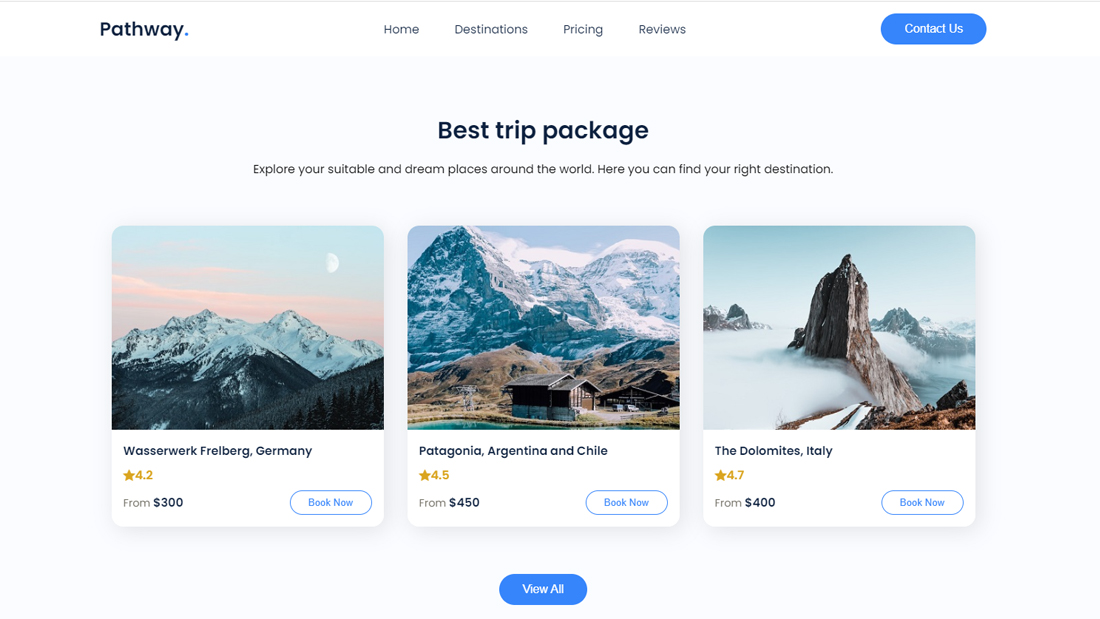 Pathway.
Home Destinations Pricing Reviews
Contact Us
Best trip package
Explore your suitable and dream places around the world. Here you can find your right destination.
Wasserwerk Frelberg, Germany
4.2
From $300
Book Now
Patagonia, Argentina and Chile
4.5
From $450
Book Now
The Dolomites, Italy
4.7
From $400
Book Now
View All